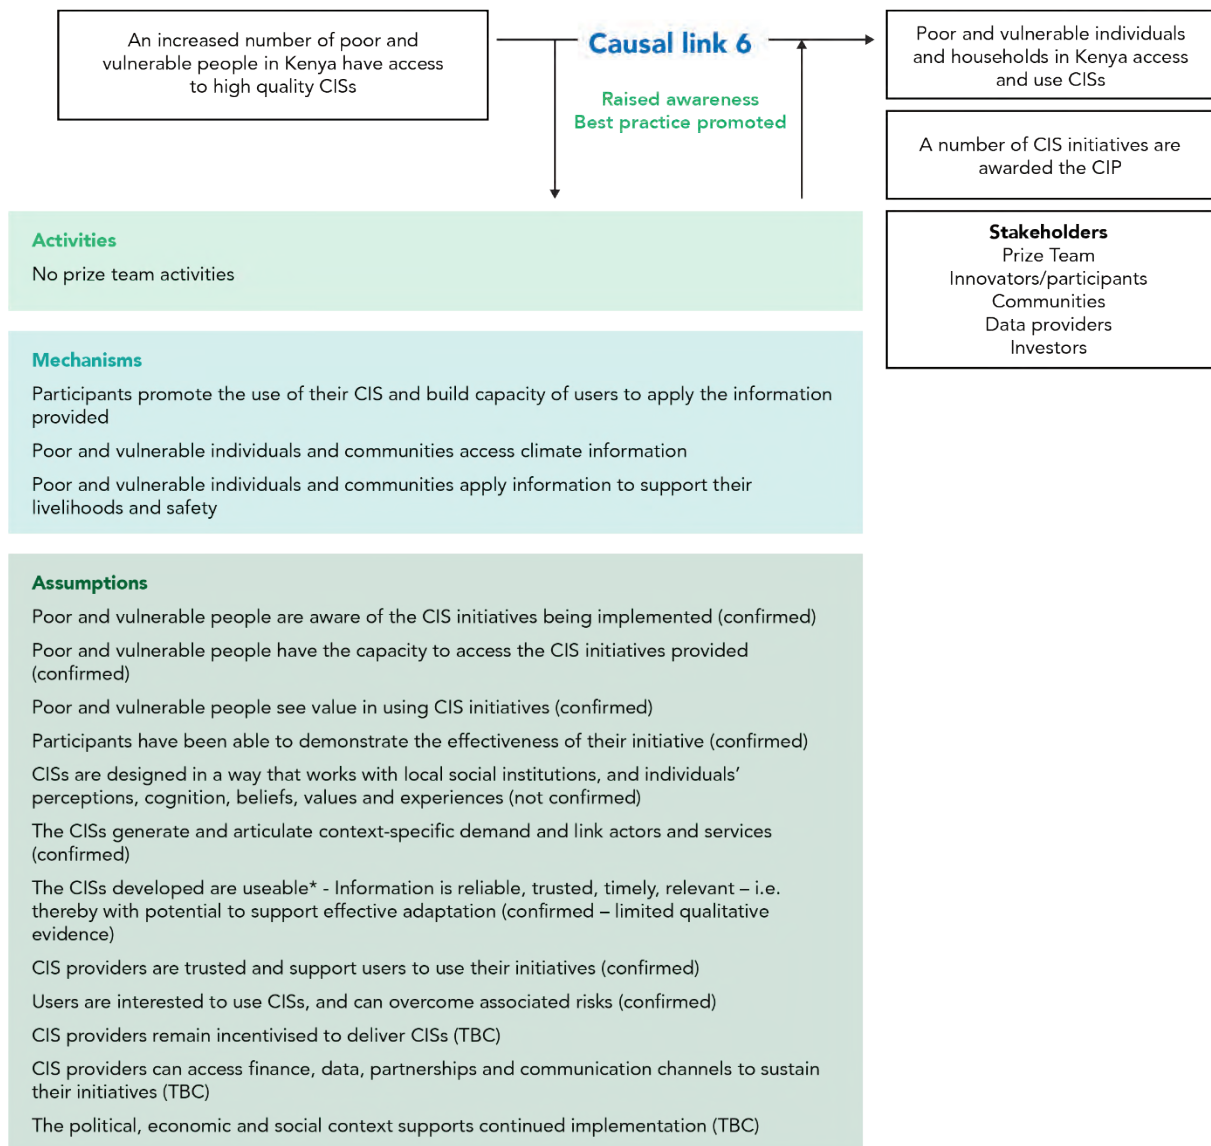 An increased number of poor and
vulnerable people in Kenya have access
to high quality CISs
Causal link 6
Raised awareness
Best practice promoted
Poor and vulnerable individuals
and households in Kenya access
and use CISs
A number of CIS initiatives are
awarded the CIP
Stakeholders
Prize Team
Innovators/participants
Communities
Data providers
Investors
Activities
No prize team activities
Mechanisms
Participants promote the use of their CIS and build capacity of users to apply the information
provided
Poor and vulnerable individuals and communities access climate information
Poor and vulnerable individuals and communities apply information to support their
livelihoods and safety
Assumptions
Poor and vulnerable people are aware of the CIS initiatives being implemented (confirmed)
Poor and vulnerable people have the capacity to access the CIS initiatives provided
(confirmed)
Poor and vulnerable people see value in using CIS initiatives (confirmed)
Participants have been able to demonstrate the effectiveness of their initiative (confirmed)
CISs are designed in a way that works with local social institutions, and individuals’
perceptions, cognition, beliefs, values and experiences (not confirmed)
The CISs generate and articulate context-specific demand and link actors and services
(confirmed)
The CISs developed are useable* - Information is reliable, trusted, timely, relevant – i.e.
thereby with potential to support effective adaptation (confirmed – limited qualitative
evidence)
CIS providers are trusted and support users to use their initiatives (confirmed)
Users are interested to use CISs, and can overcome associated risks (confirmed)
CIS providers remain incentivised to deliver CISs (TBC)
CIS providers can access finance, data, partnerships and communication channels to sustain
their initiatives (TBC)
The political, economic and social context supports continued implementation (TBC)